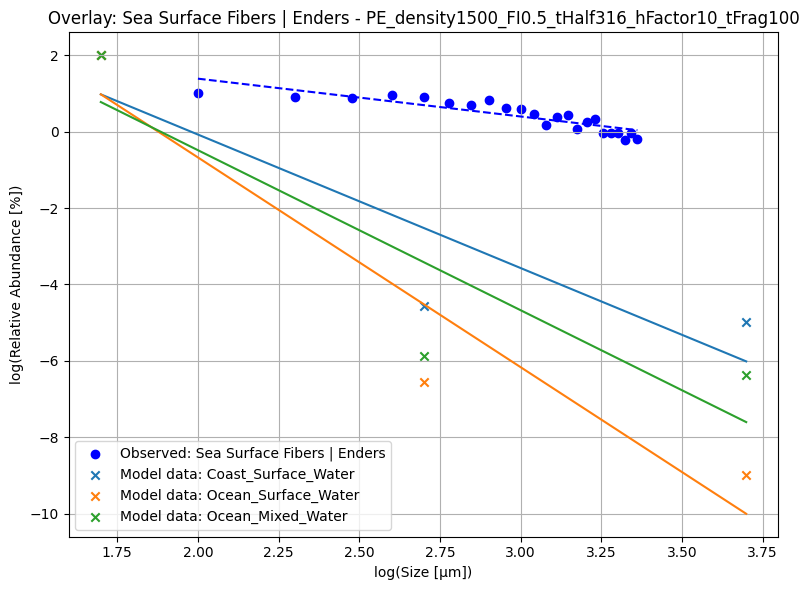 Overlay: Sea Surface Fibers | Enders - PE_density1500_FI0.5_tHalf316_hFactor10_tFrag100
log(Relative Abundance [%])
2
0
−2
−4
−6
−8
−10
Observed: Sea Surface Fibers | Enders
Model data: Coast_Surface_Water
Model data: Ocean_Surface_Water
Model data: Ocean_Mixed_Water
1.75 2.00 2.25 2.50 2.75 3.00 3.25 3.50 3.75
log(Size [μm])